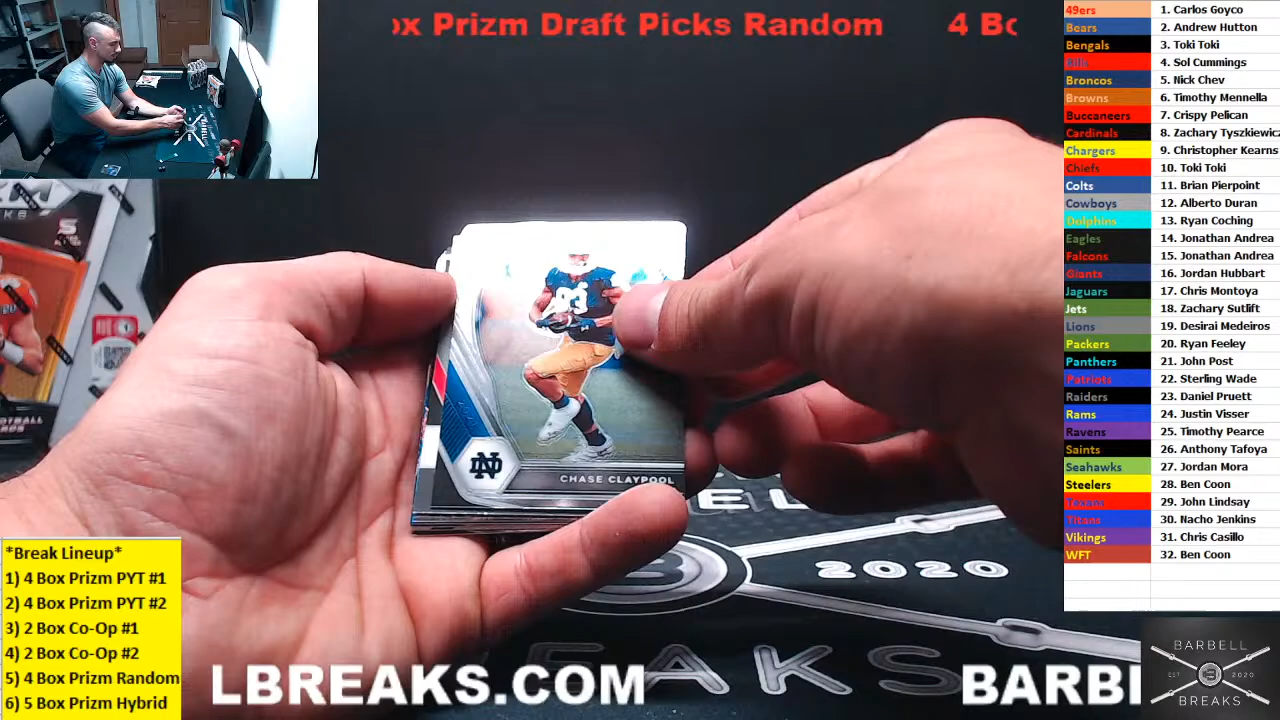 ox Prizm Draft Picks Random 4 Bo
49ers 1. Carlos Goyco
Bears 2. Andrew Hutton
Bengals 3. Toki Toki
Bills 4. Sol Cummings
Broncos 5. Nick Chev
Browns 6. Timothy Mennella
Buccaneers 7. Crispy Pelican
Cardinals 8. Zachary Tyszkiewicz
Chargers 9. Christopher Kearns
Chiefs 10. Toki Toki
Colts 11. Brian Pierpoint
Cowboys 12. Alberto Duran
Dolphins 13. Ryan Coching
Eagles 14. Jonathan Andrea
Falcons 15. Jonathan Andrea
Giants 16. Jordan Hubbart
Jaguars 17. Chris Montoya
Jets 18. Zachary Sutlift
Lions 19. Desirai Medeiros
Packers 20. Ryan Feeley
Panthers 21. John Post
Patriots 22. Sterling Wade
Raiders 23. Daniel Pruett
Rams 24. Justin Visser
Ravens 25. Timothy Pearce
Saints 26. Anthony Tafoya
Seahawks 27. Jordan Mora
Steelers 28. Ben Coon
Texans 29. John Lindsay
Titans 30. Nacho Jenkins
Vikings 31. Chris Casillo
WFT 32. Ben Coon
ND
CHASE CLAYPOOL
2020
EAKS
*Break Lineup*
1) 4 Box Prizm PYT #1
2) 4 Box Prizm PYT #2
3) 2 Box Co-Op #1
4) 2 Box Co-Op #2
5) 4 Box Prizm Random
6) 5 Box Prizm Hybrid
LBREAKS.COM BARBI
BARBELL
EST 2020
BREAKS